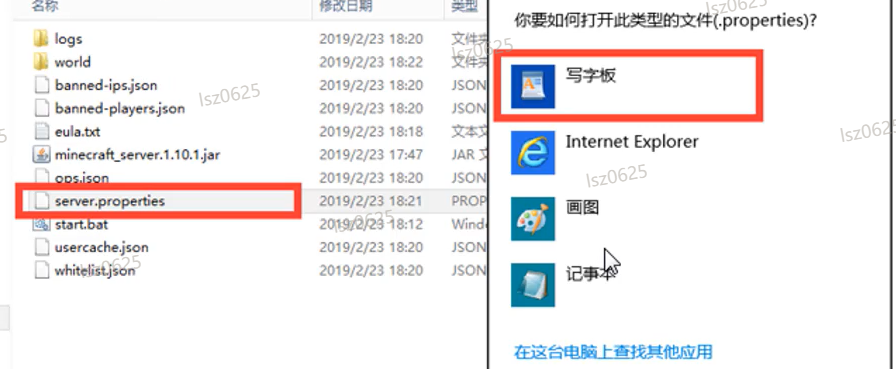 名称 修改日期 类型
logs 2019/2/23 18:20 文件夹
world 2019/2/23 18:22 文件夹
banned-ips.json 2019/2/23 18:20 JSON
banned-players.json 2019/2/23 18:20 JSON
eula.txt 2019/2/23 18:18 文本文
minecraft_server.1.10.1.jar 2019/2/23 17:47 JAR 文
ops.json 2019/2/23 18:20 JSON
server.properties 2019/2/23 18:21 PROP
start.bat 2019/2/23 18:12 Windo
usercache.json 2019/2/23 18:20 JSON
whitelist.json 2019/2/23 18:20 JSON
你要如何打开此类型的文件(.properties)?
写字板
Internet Explorer
画图
记事本
在这台电脑上查找其他应用
lsz0625
lsz0625
lsz0625
lsz0625
lsz0625
lsz0625
lsz0625